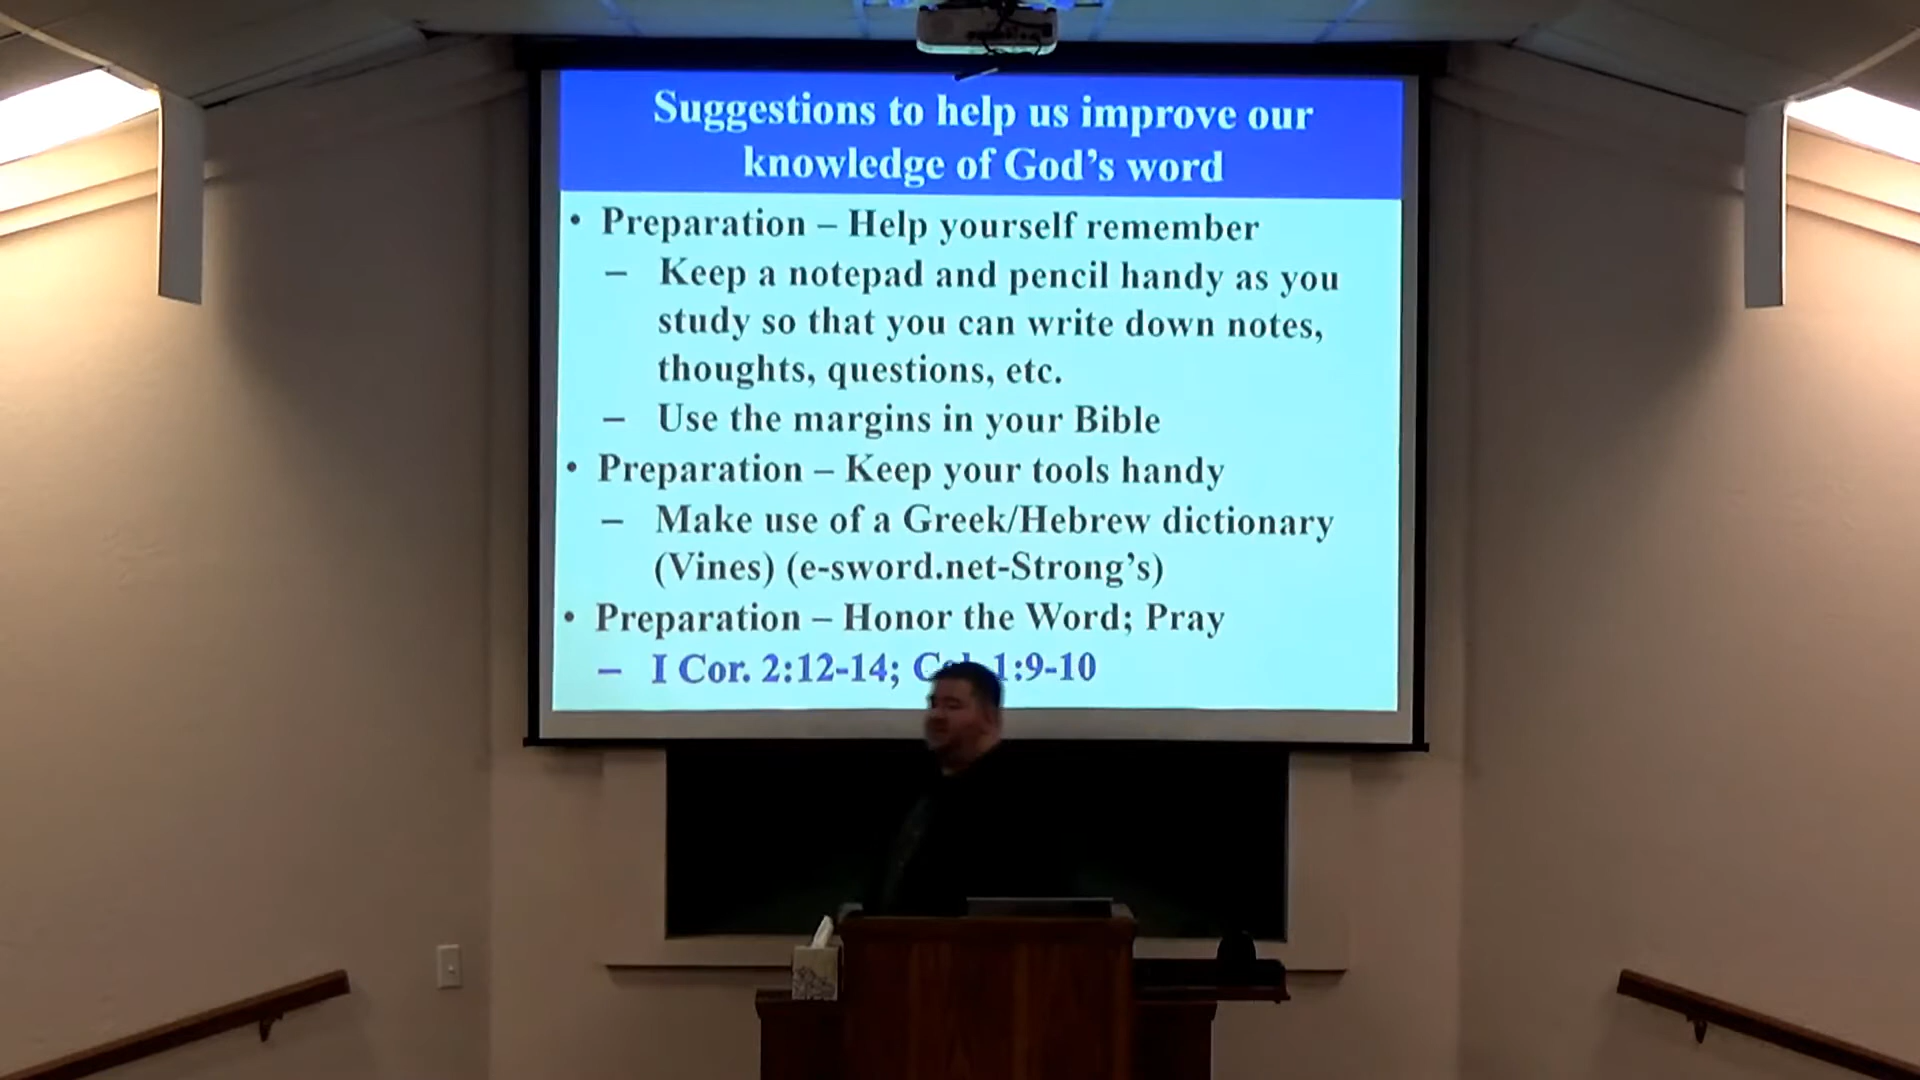 Suggestions to help us improve our
knowledge of God's word
• Preparation – Help yourself remember
– Keep a notepad and pencil handy as you
study so that you can write down notes,
thoughts, questions, etc.
– Use the margins in your Bible
• Preparation – Keep your tools handy
– Make use of a Greek/Hebrew dictionary
(Vines) (e-sword.net-Strong's)
• Preparation – Honor the Word; Pray
– I Cor. 2:12-14; 1:9-10